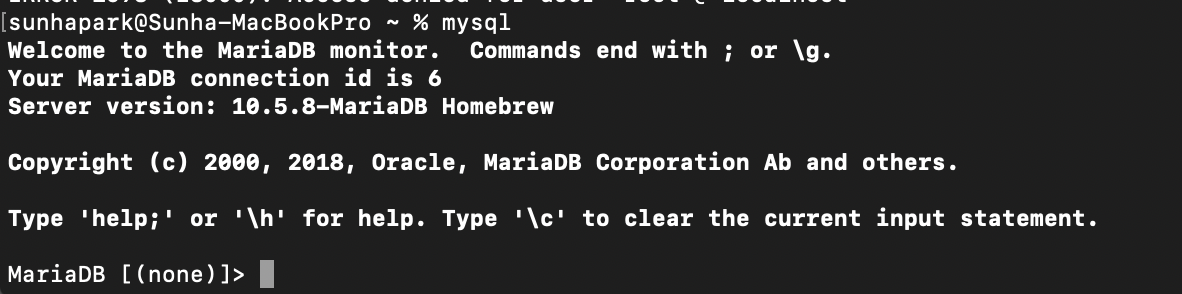 [sunhapark@Sunha-MacBookPro ~ % mysql
Welcome to the MariaDB monitor.  Commands end with ; or \g.
Your MariaDB connection id is 6
Server version: 10.5.8-MariaDB Homebrew
Copyright (c) 2000, 2018, Oracle, MariaDB Corporation Ab and others.
Type 'help;' or '\h' for help. Type '\c' to clear the current input statement.
MariaDB [(none)]>